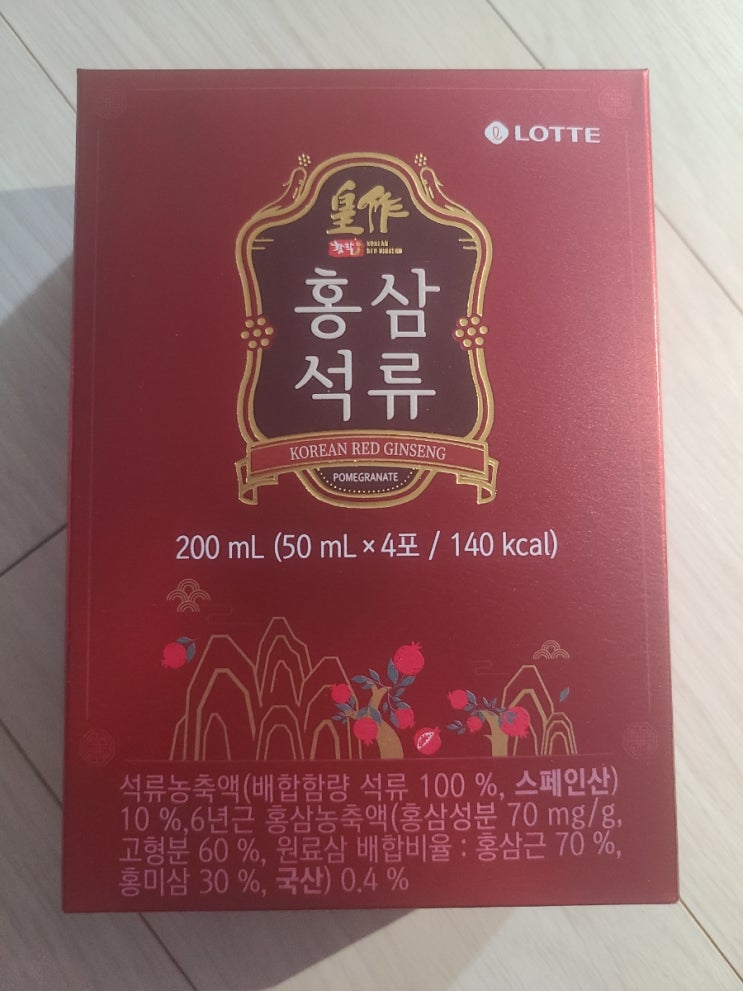 LOTTE
皇作
황작
KOREAN
RED GINSENG
홍삼
석류
KOREAN RED GINSENG
POMEGRANATE
200 mL (50 mL×4포 / 140 kcal)
석류농축액(배합함량 석류 100 %, 스페인산)
10 %,6년근 홍삼농축액(홍삼성분 70 mg/g,
고형분 60 %, 원료삼 배합비율 : 홍삼근 70 %,
홍미삼 30 %, 국산) 0.4 %